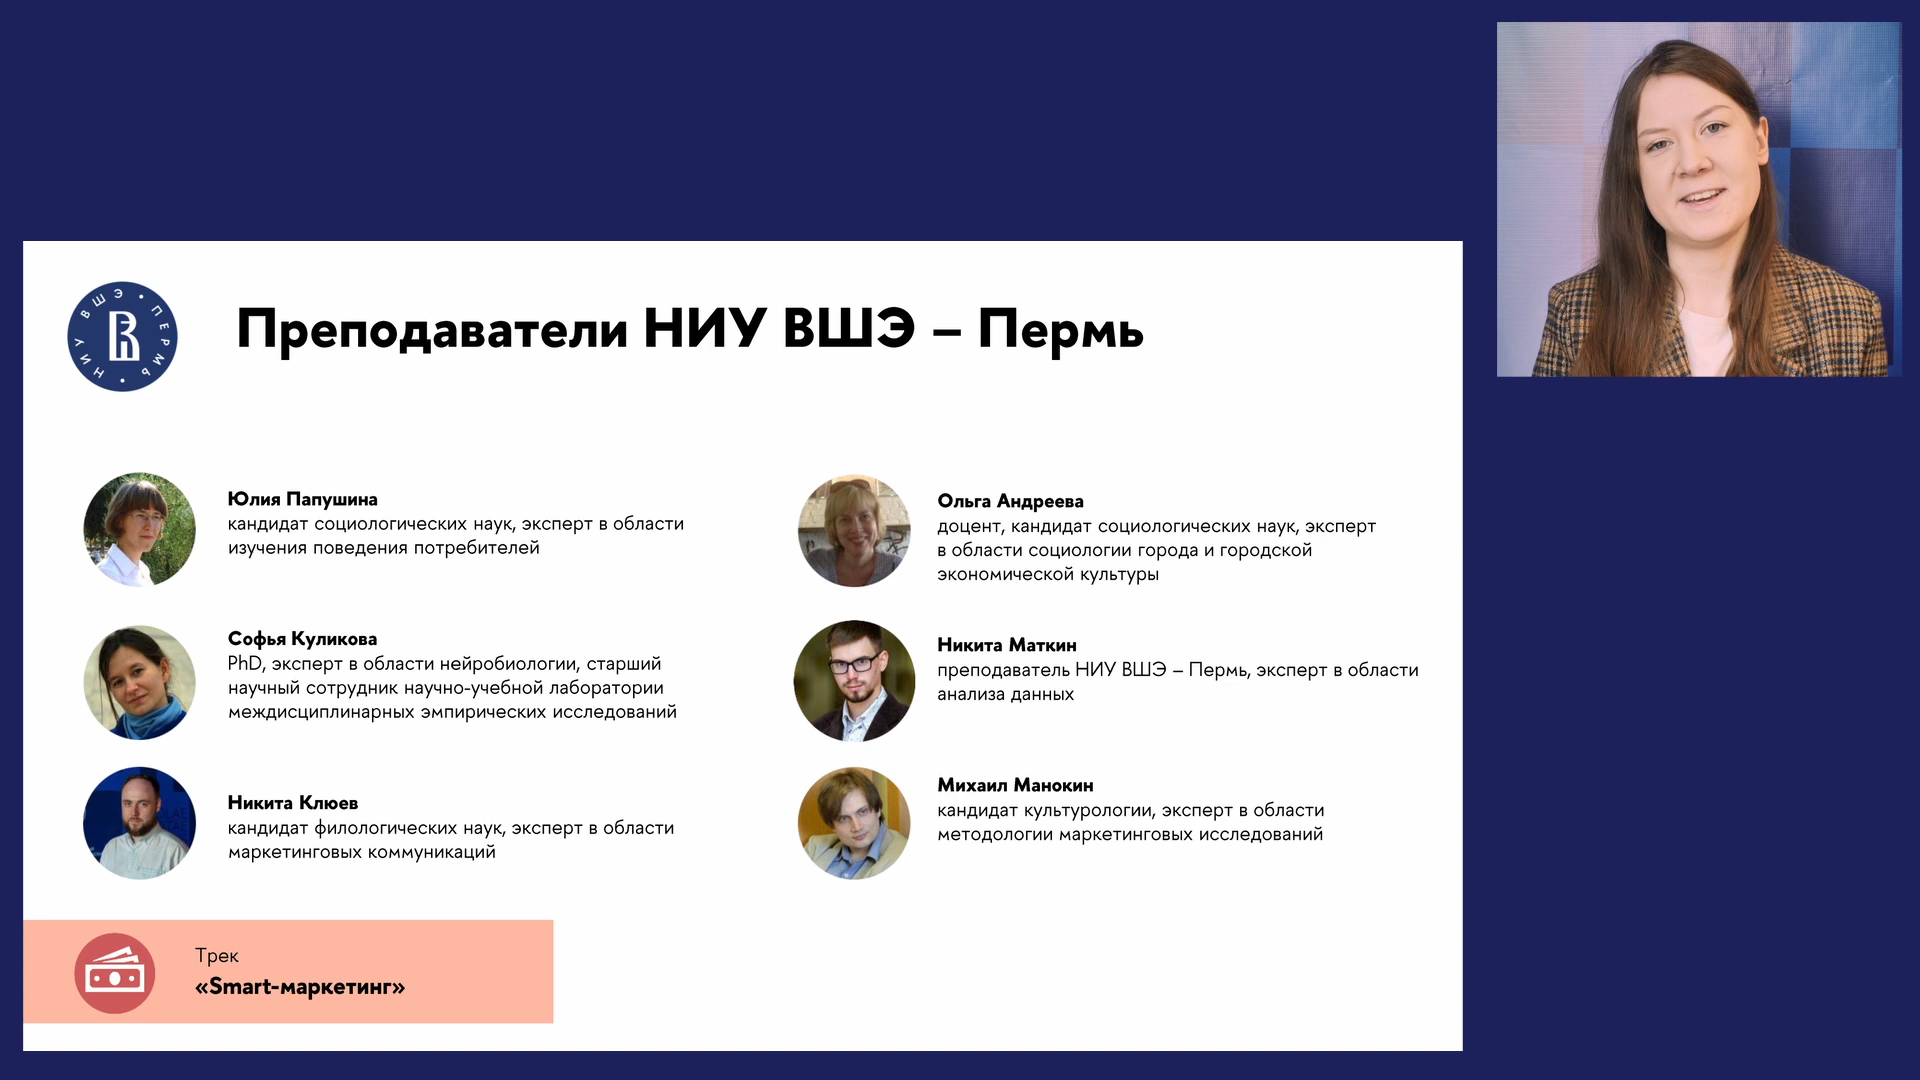 НИУ ВШЭ • ПЕРМЬ •
Преподаватели НИУ ВШЭ – Пермь
Юлия Папушина
кандидат социологических наук, эксперт в области
изучения поведения потребителей
Софья Куликова
PhD, эксперт в области нейробиологии, старший
научный сотрудник научно-учебной лаборатории
междисциплинарных эмпирических исследований
Никита Клюев
кандидат филологических наук, эксперт в области
маркетинговых коммуникаций
Ольга Андреева
доцент, кандидат социологических наук, эксперт
в области социологии города и городской
экономической культуры
Никита Маткин
преподаватель НИУ ВШЭ – Пермь, эксперт в области
анализа данных
Михаил Манокин
кандидат культурологии, эксперт в области
методологии маркетинговых исследований
Трек
«Smart-маркетинг»